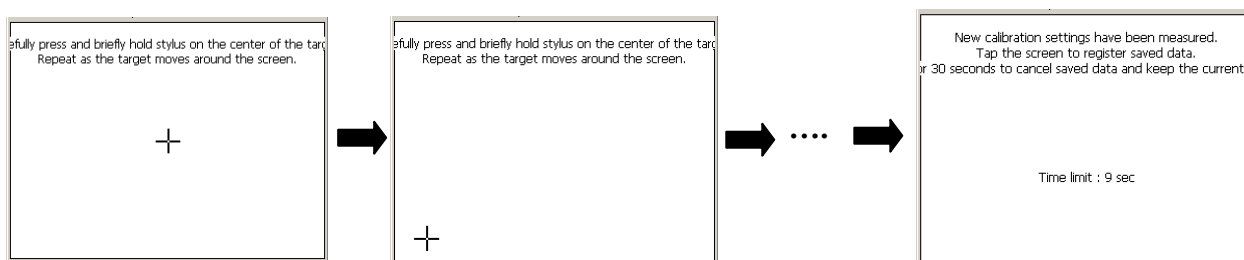 efully press and briefly hold stylus on the center of the targ
Repeat as the target moves around the screen.
efully press and briefly hold stylus on the center of the targ
Repeat as the target moves around the screen.
....
New calibration settings have been measured.
Tap the screen to register saved data.
r 30 seconds to cancel saved data and keep the current
Time limit : 9 sec